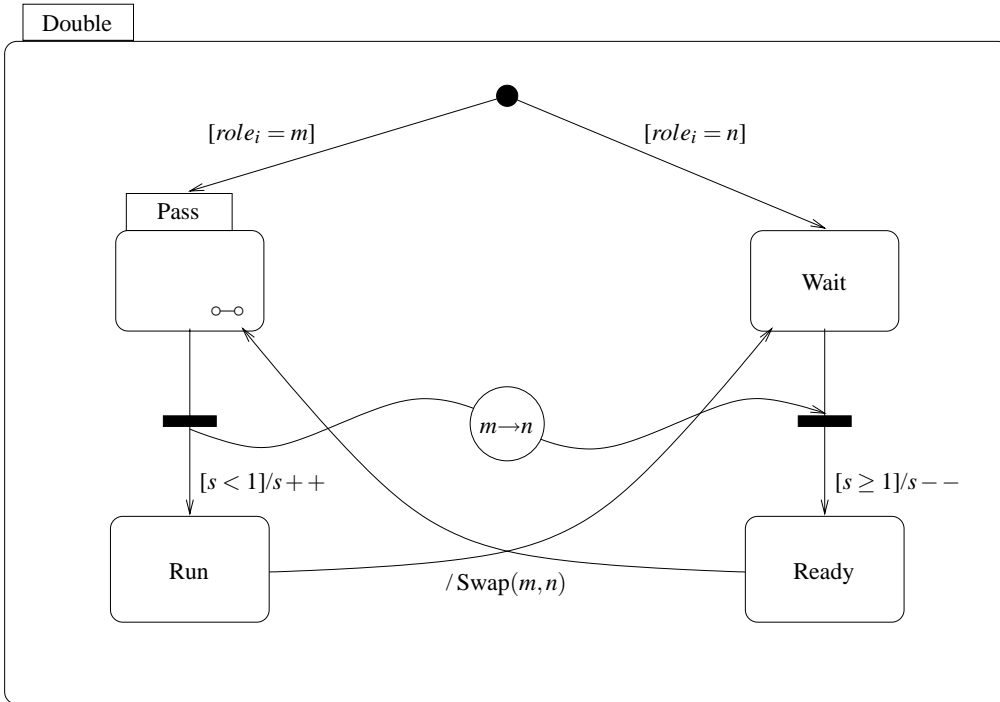 Double
[role_i = m]
[role_i = n]
Pass
Wait
m→n
[s < 1]/s++
[s ≥ 1]/s−−
Run
Ready
/ Swap(m,n)